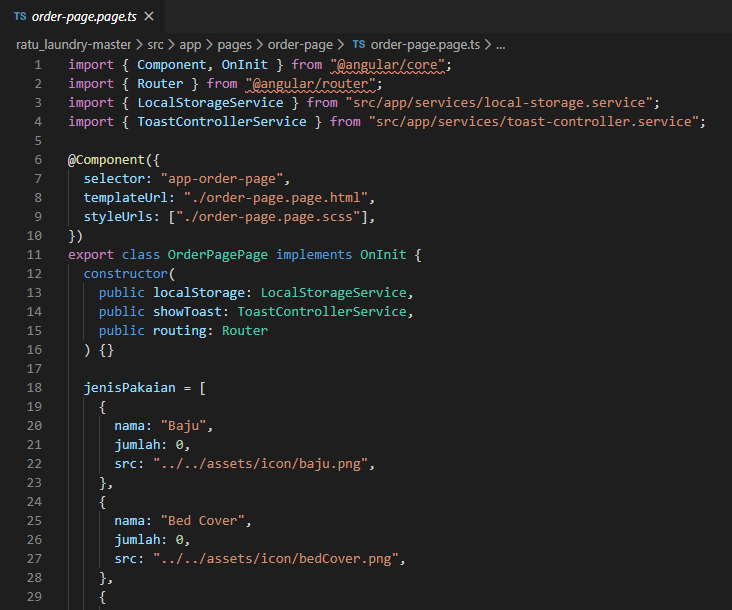 TS order-page.page.ts ×
ratu_laundry-master > src > app > pages > order-page > TS order-page.page.ts > ...
1 import { Component, OnInit } from "@angular/core";
2 import { Router } from "@angular/router";
3 import { LocalStorageService } from "src/app/services/local-storage.service";
4 import { ToastControllerService } from "src/app/services/toast-controller.service";
5
6 @Component({
7   selector: "app-order-page",
8   templateUrl: "./order-page.page.html",
9   styleUrls: ["./order-page.page.scss"],
10 })
11 export class OrderPagePage implements OnInit {
12   constructor(
13     public localStorage: LocalStorageService,
14     public showToast: ToastControllerService,
15     public routing: Router
16   ) {}
17
18   jenisPakaian = [
19     {
20       nama: "Baju",
21       jumlah: 0,
22       src: "../../assets/icon/baju.png",
23     },
24     {
25       nama: "Bed Cover",
26       jumlah: 0,
27       src: "../../assets/icon/bedCover.png",
28     },
29     {